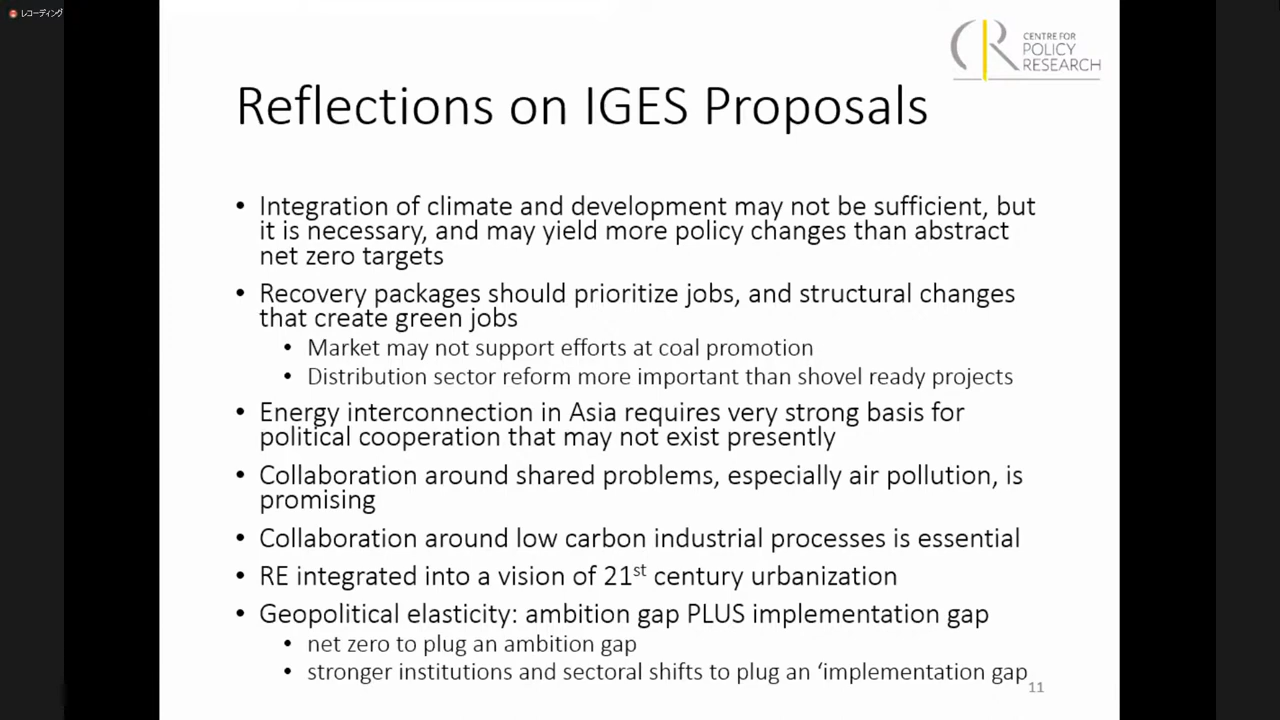 レコーディング
CENTRE FOR
POLICY
RESEARCH
Reflections on IGES Proposals
• Integration of climate and development may not be sufficient, but
it is necessary, and may yield more policy changes than abstract
net zero targets
• Recovery packages should prioritize jobs, and structural changes
that create green jobs
• Market may not support efforts at coal promotion
• Distribution sector reform more important than shovel ready projects
• Energy interconnection in Asia requires very strong basis for
political cooperation that may not exist presently
• Collaboration around shared problems, especially air pollution, is
promising
• Collaboration around low carbon industrial processes is essential
• RE integrated into a vision of 21st century urbanization
• Geopolitical elasticity: ambition gap PLUS implementation gap
• net zero to plug an ambition gap
• stronger institutions and sectoral shifts to plug an ‘implementation gap
11